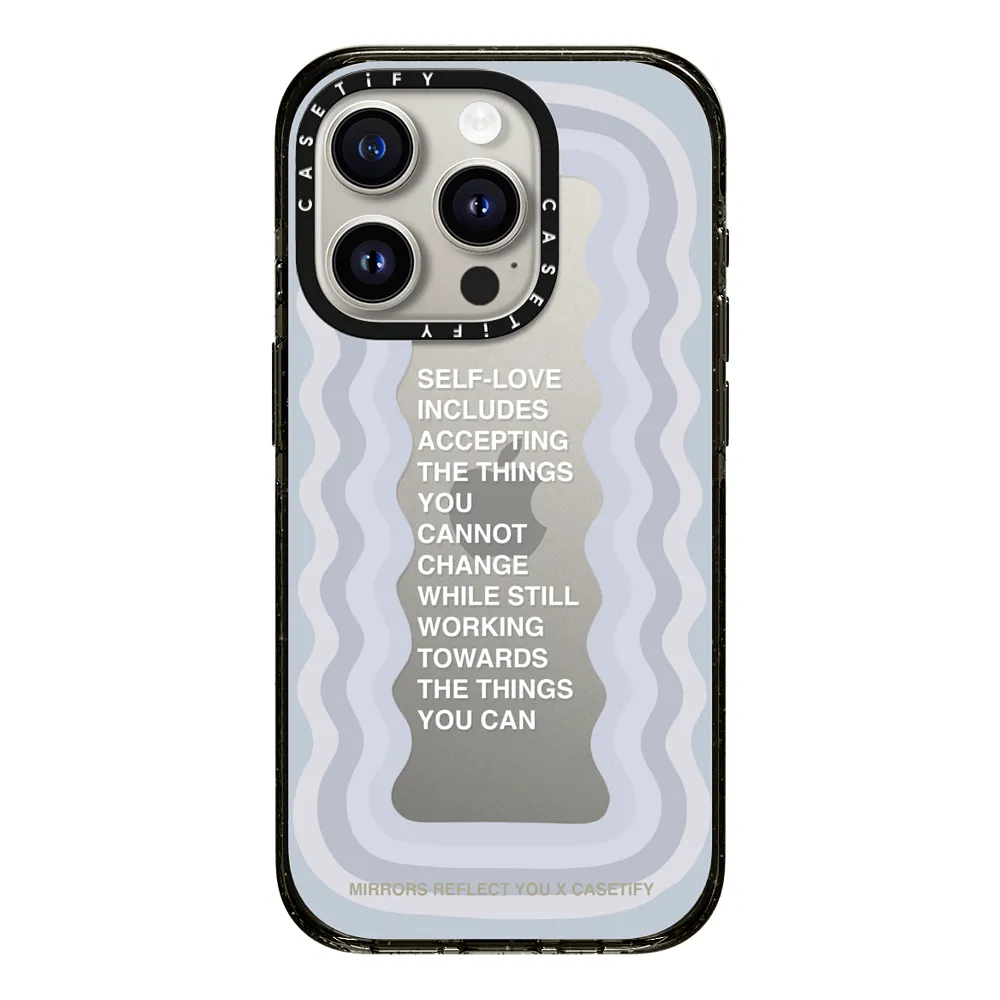 CASETiFY
CASETiFY
SELF-LOVE
INCLUDES
ACCEPTING
THE THINGS
YOU
CANNOT
CHANGE
WHILE STILL
WORKING
TOWARDS
THE THINGS
YOU CAN
MIRRORS REFLECT YOU X CASETiFY